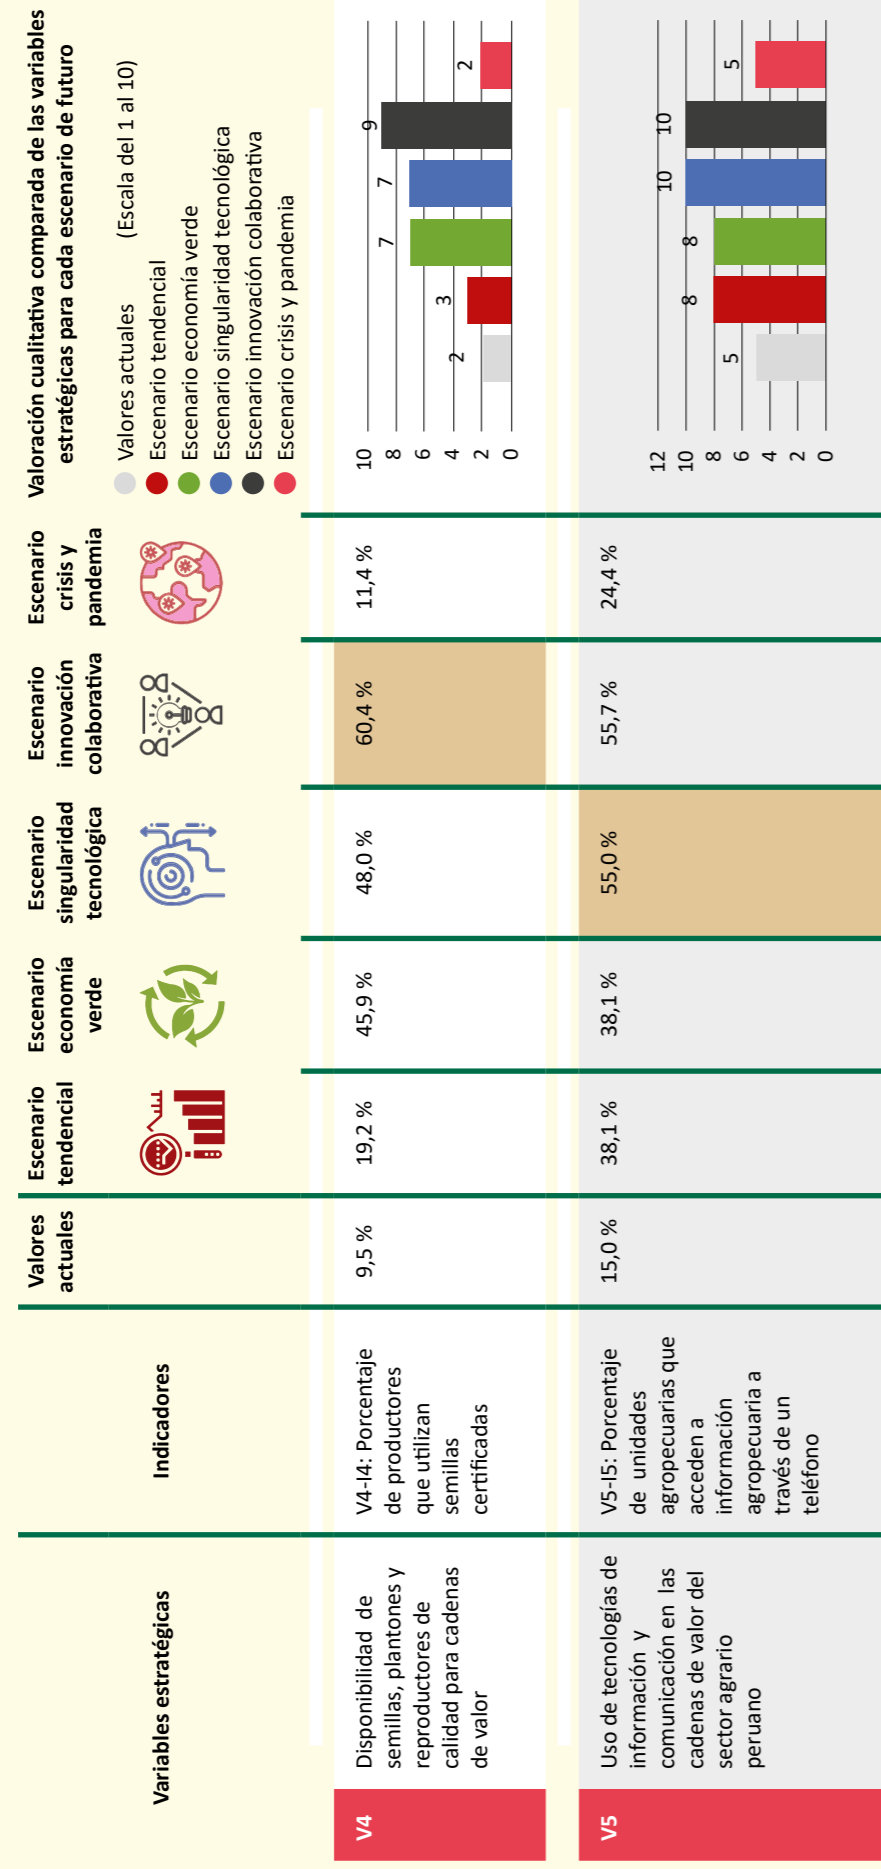 Variables estratégicas
Indicadores
Valores
actuales
Escenario
tendencial
Escenario
economía
verde
Escenario
singularidad
tecnológica
Escenario
innovación
colaborativa
Escenario
crisis y
pandemia
Valoración cualitativa comparada de las variables
estratégicas para cada escenario de futuro
Valores actuales (Escala del 1 al 10)
Escenario tendencial
Escenario economía verde
Escenario singularidad tecnológica
Escenario innovación colaborativa
Escenario crisis y pandemia
V4
Disponibilidad de
semillas, plantones y
reproductores de
calidad para cadenas
de valor
V4-I4: Porcentaje
de productores
que utilizan
semillas
certificadas
9,5 %
19,2 %
45,9 %
48,0 %
60,4 %
11,4 %
10
8
6
4
2
0
2
3
7
7
9
2
V5
Uso de tecnologías de
información y
comunicación en las
cadenas de valor del
sector agrario
peruano
V5-I5: Porcentaje
de unidades
agropecuarias que
acceden a
información
agropecuaria a
través de un
teléfono
15,0 %
38,1 %
38,1 %
55,0 %
55,7 %
24,4 %
12
10
8
6
4
2
0
5
8
8
10
10
5